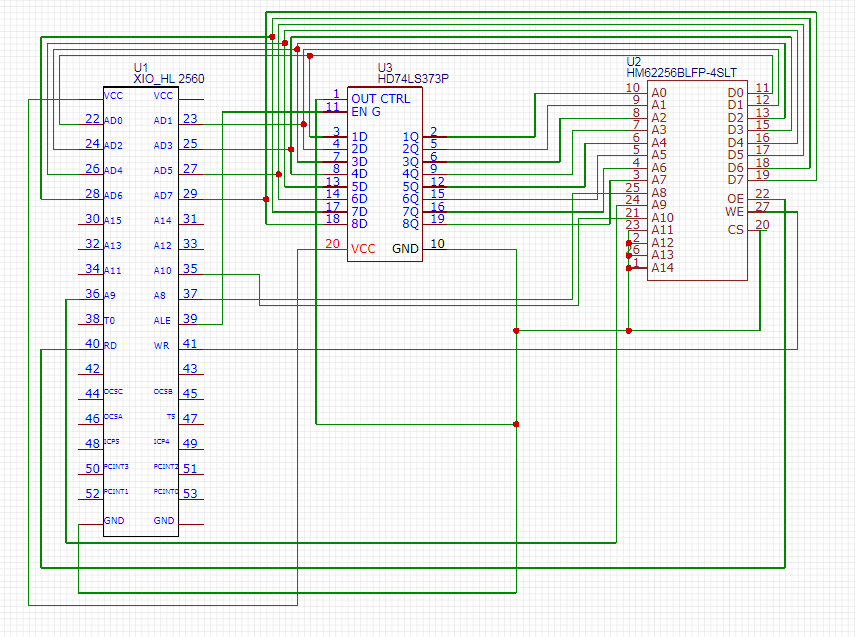 U1
XIO_HL 2560
VCC VCC
22 AD0 AD1 23
24 AD2 AD3 25
26 AD4 AD5 27
28 AD6 AD7 29
30 A15 A14 31
32 A13 A12 33
34 A11 A10 35
36 A9 A8 37
38 T0 ALE 39
40 RD WR 41
42 43
44 OCSC OCSB 45
46 OCSA T5 47
48 ICP5 ICP4 49
50 PCINT3 PCINT2 51
52 PCINT1 PCINT0 53
GND GND
U3
HD74LS373P
1 OUT CTRL
11 EN G
3 1D 1Q 2
4 2D 2Q 5
7 3D 3Q 6
8 4D 4Q 9
13 5D 5Q 12
14 6D 6Q 15
17 7D 7Q 16
18 8D 8Q 19
20 VCC GND 10
U2
HM62256BLFP-4SLT
10 A0 D0 11
9 A1 D1 12
8 A2 D2 13
7 A3 D3 15
6 A4 D4 16
5 A5 D5 17
4 A6 D6 18
3 A7 D7 19
25 A8 OE 22
24 A9 WE 27
21 A10
23 A11 CS 20
2 A12
26 A13
1 A14